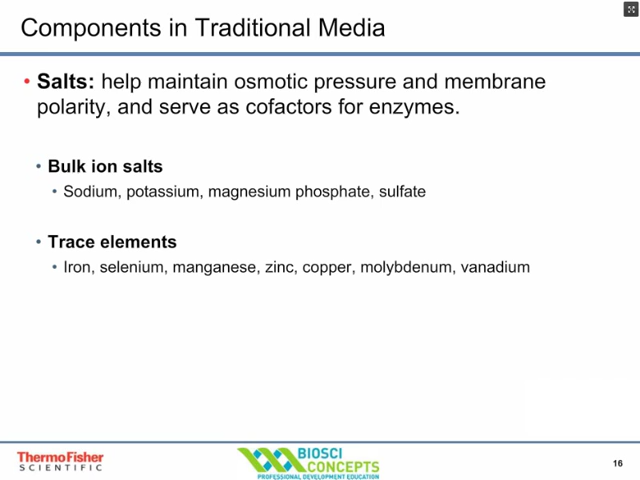 Components in Traditional Media
• Salts: help maintain osmotic pressure and membrane
polarity, and serve as cofactors for enzymes.
• Bulk ion salts
• Sodium, potassium, magnesium phosphate, sulfate
• Trace elements
• Iron, selenium, manganese, zinc, copper, molybdenum, vanadium
ThermoFisher
SCIENTIFIC
BIOSCI
CONCEPTS
PROFESSIONAL DEVELOPMENT EDUCATION
16